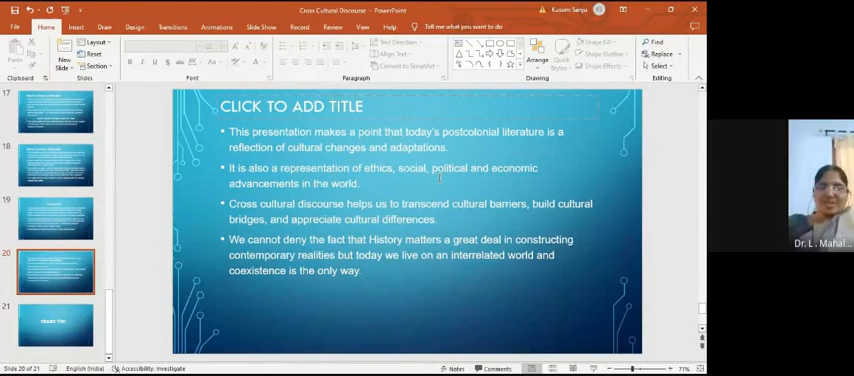 Cross Cultural Discourse - PowerPoint
Kusum Sanju
KS
File Home Insert Draw Design Transitions Animations Slide Show Review Record View Help Tell me what you want to do
Paste
Clipboard
New
Slide
Layout
Reset
Section
Slides
Font
Text Direction
Align Text
Convert to SmartArt
Paragraph
Arrange
Quick
Styles
Shape Fill
Shape Outline
Shape Effects
Drawing
Find
Replace
Select
Editing
17
18
19
20
21
THANK YOU
CLICK TO ADD TITLE
• This presentation makes a point that today's postcolonial literature is a
reflection of cultural changes and adaptations.
• It is also a representation of ethics, social, political and economic
advancements in the world.
• Cross cultural discourse helps us to transcend cultural barriers, build cultural
bridges, and appreciate cultural differences.
• We cannot deny the fact that History matters a great deal in constructing
contemporary realities but today we live on an interrelated world and
coexistence is the only way.
Dr. L . Mahal...
Slide 20 of 21 English (India) Accessibility: Investigate Notes Comments 71%